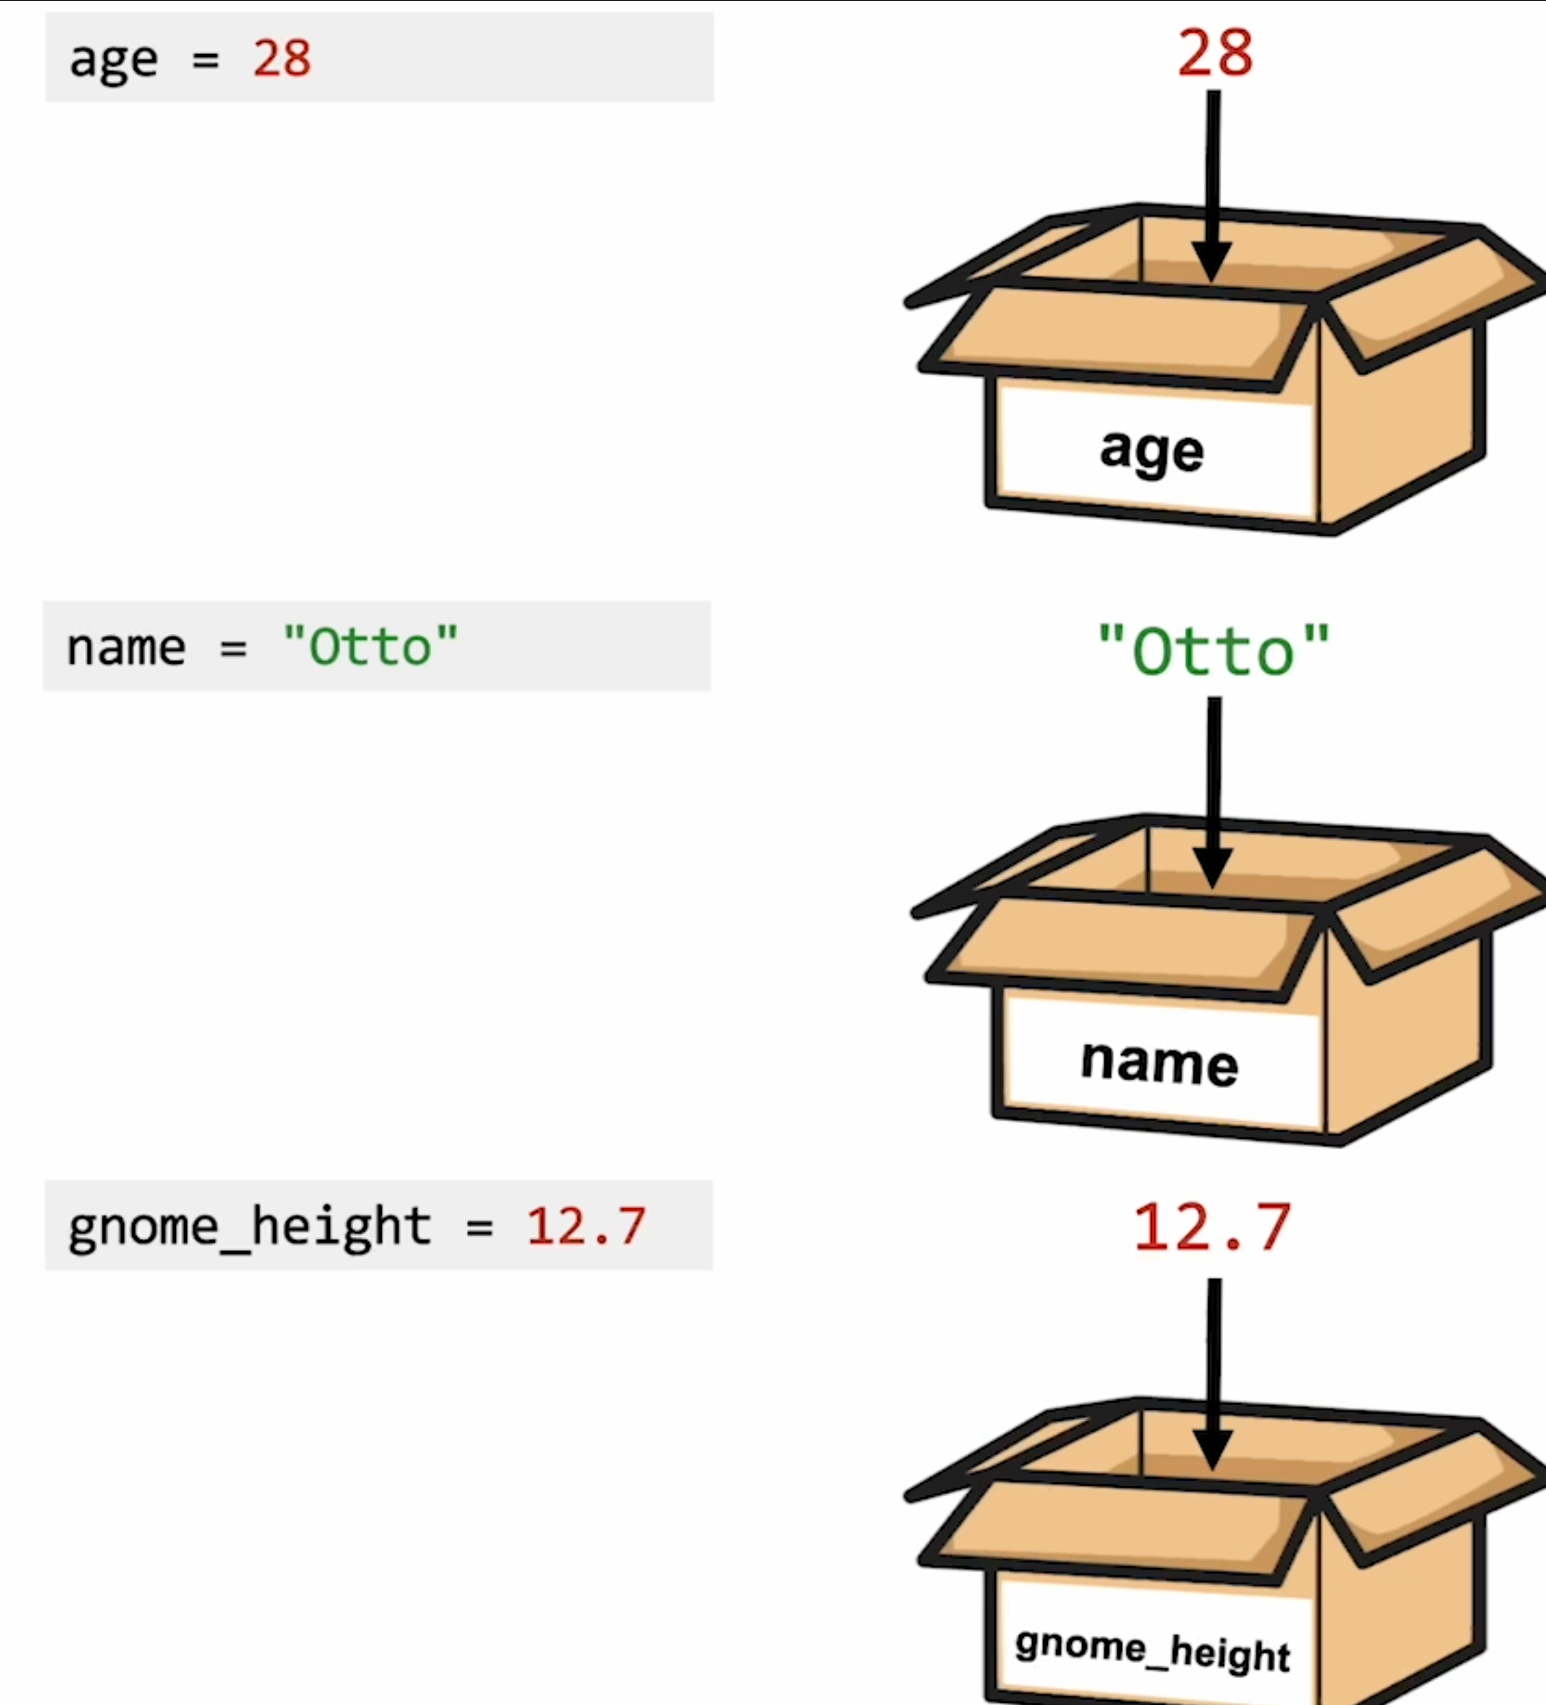 age = 28
28
age
name = "Otto"
"Otto"
name
gnome_height = 12.7
12.7
gnome_height